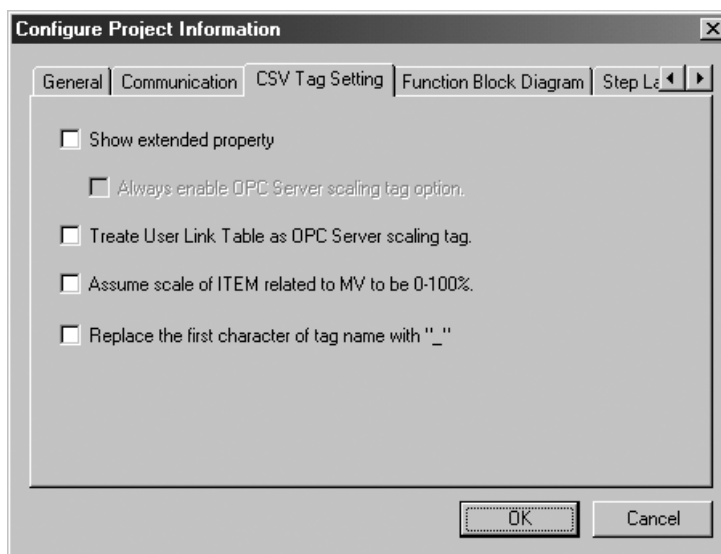 Configure Project Information
General Communication CSV Tag Setting Function Block Diagram Step
Show extended property
Always enable OPC Server scaling tag option.
Treate User Link Table as OPC Server scaling tag.
Assume scale of ITEM related to MV to be 0-100%.
Replace the first character of tag name with "_"
OK Cancel